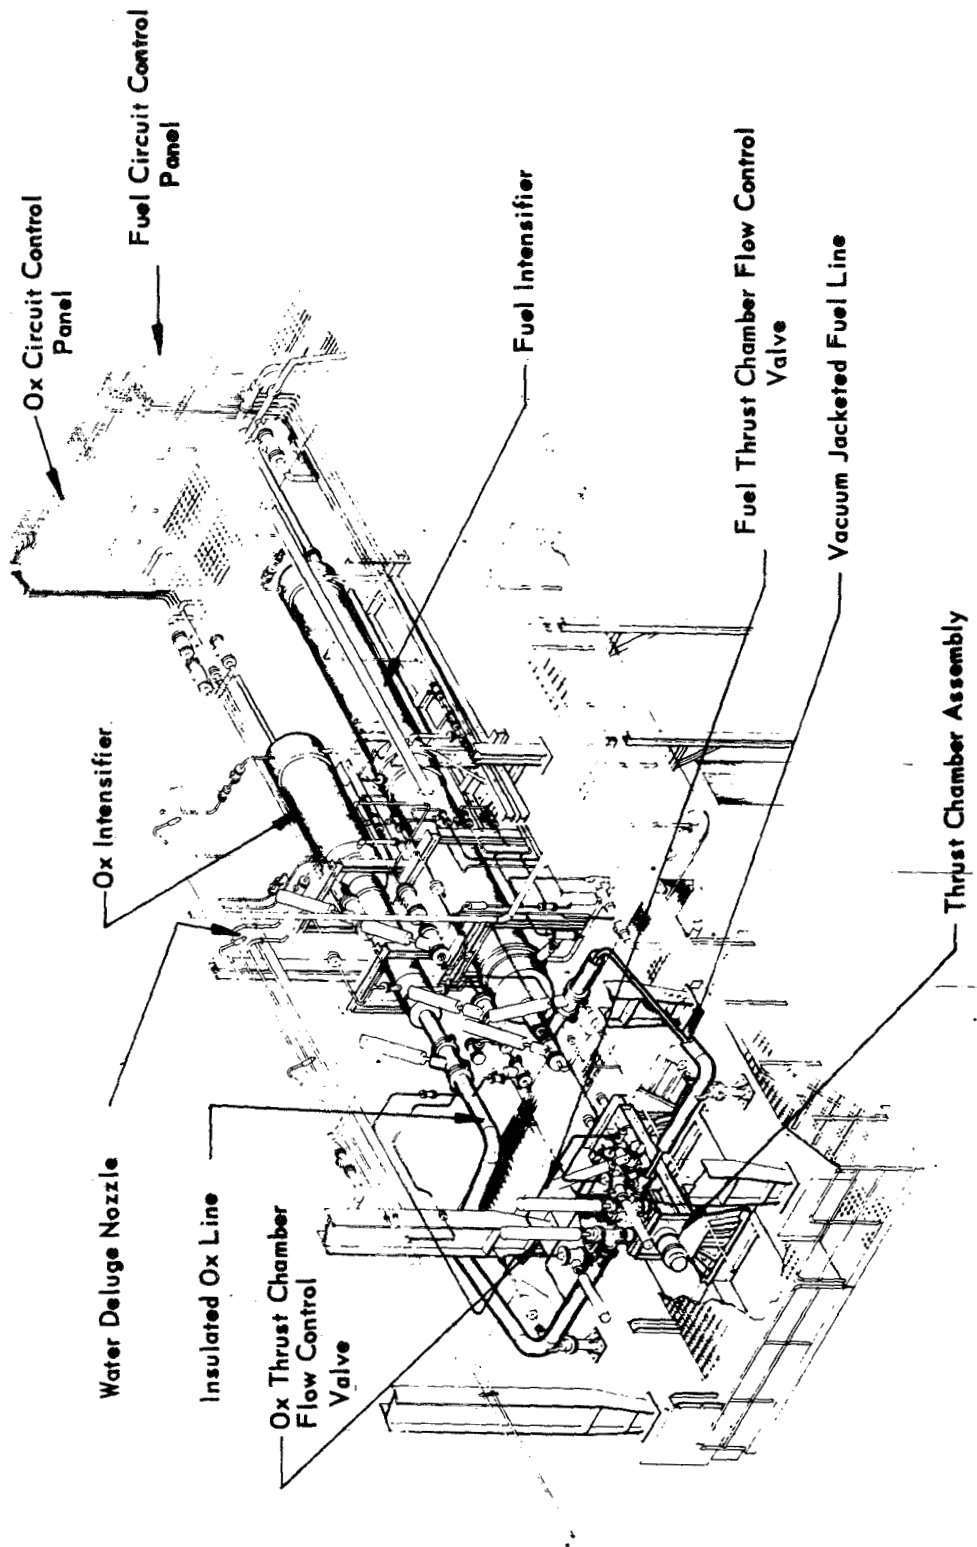 Ox Circuit Control
Panel
Fuel Circuit Control
Panel
Ox Intensifier
Fuel Intensifier
Water Deluge Nozzle
Insulated Ox Line
Ox Thrust Chamber
Flow Control
Valve
Fuel Thrust Chamber Flow Control
Valve
Vacuum Jacketed Fuel Line
Thrust Chamber Assembly